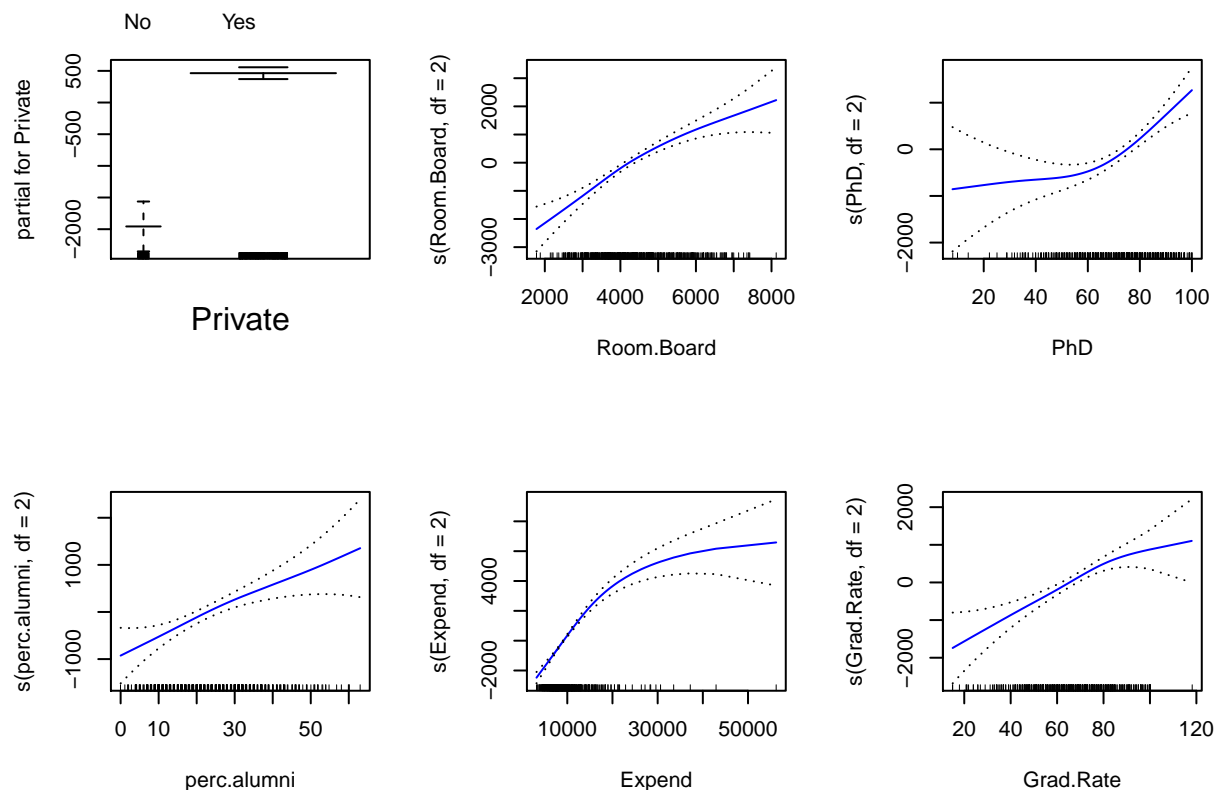 No Yes
partial for Private
−2000 −500 500
Private
s(Room.Board, df = 2)
−3000 0 2000
2000 4000 6000 8000
Room.Board
s(PhD, df = 2)
−2000 0
20 40 60 80 100
PhD
s(perc.alumni, df = 2)
−1000 1000
0 10 30 50
perc.alumni
s(Expend, df = 2)
−2000 4000
10000 30000 50000
Expend
s(Grad.Rate, df = 2)
−2000 0 2000
20 40 60 80 120
Grad.Rate